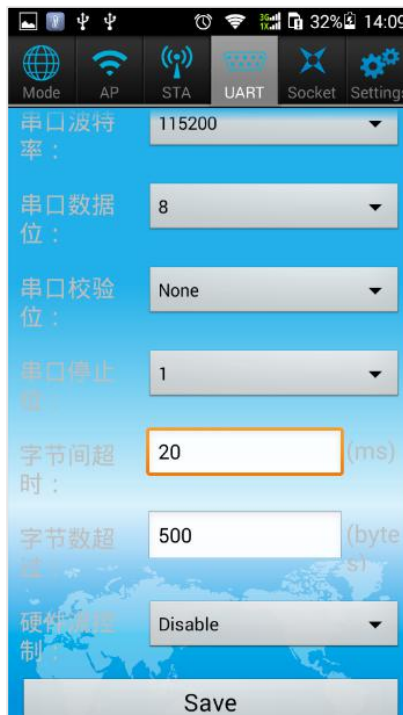 3G 1X 32% 14:09
Mode AP STA UART Socket Settings
串口波特
率：
115200
串口数据
位：
8
串口校验
位：
None
串口停止
位：
1
字节间超
时：
20
(ms)
字节数超
过：
500
(byte
s)
硬件流控
制：
Disable
Save